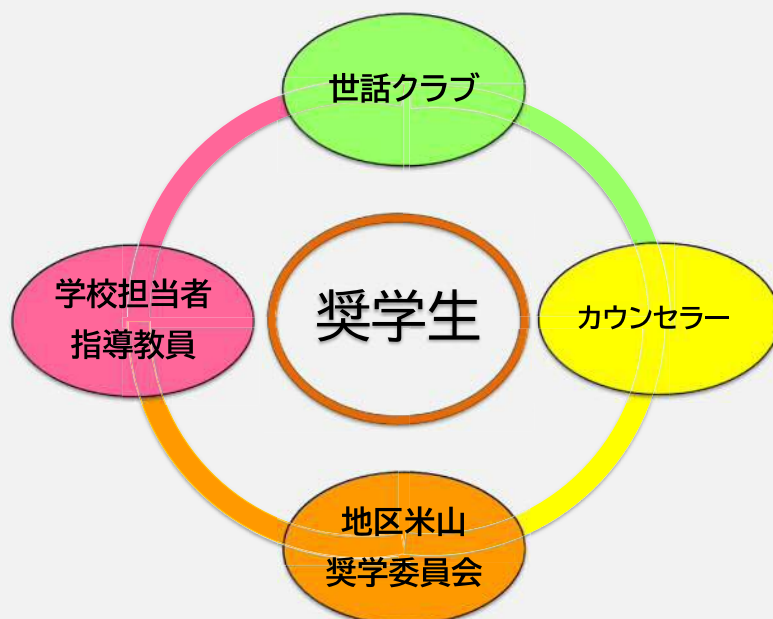 世話クラブ
学校担当者
指導教員
奨学生
カウンセラー
地区米山
奨学委員会